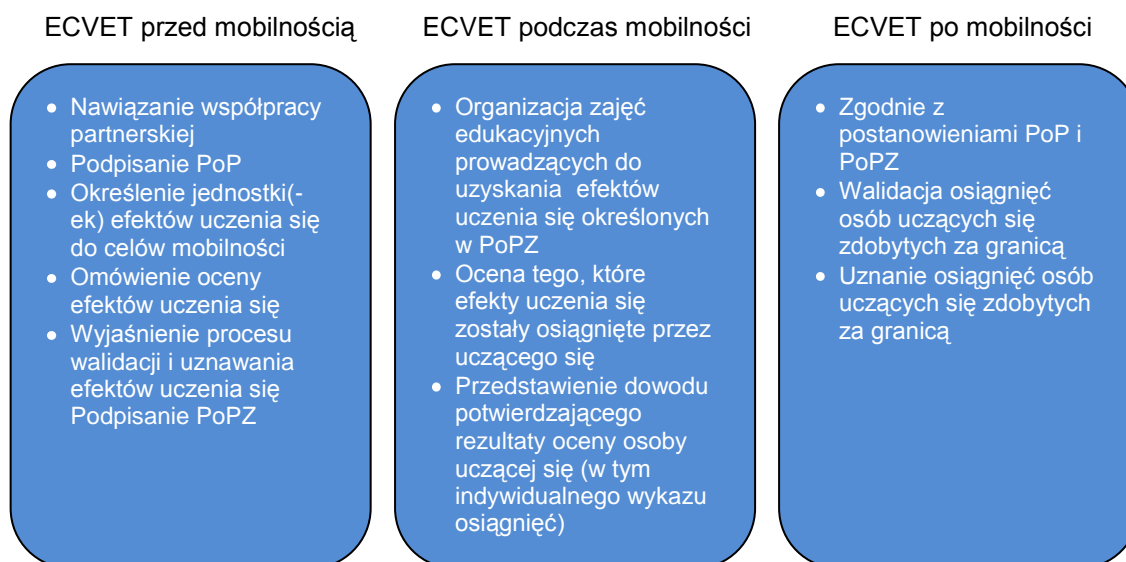 ECVET przed mobilnością
• Nawiązanie współpracy
partnerskiej
• Podpisanie PoP
• Określenie jednostki(-
ek) efektów uczenia się
do celów mobilności
• Omówienie oceny
efektów uczenia się
• Wyjaśnienie procesu
walidacji i uznawania
efektów uczenia się
Podpisanie PoPZ
ECVET podczas mobilności
• Organizacja zajęć
edukacyjnych
prowadzących do
uzyskania efektów
uczenia się określonych
w PoPZ
• Ocena tego, które
efekty uczenia się
zostały osiągnięte przez
uczącego się
• Przedstawienie dowodu
potwierdzającego
rezultaty oceny osoby
uczącej się (w tym
indywidualnego wykazu
osiągnięć)
ECVET po mobilności
• Zgodnie z
postanowieniami PoP i
PoPZ
• Walidacja osiągnięć
osób uczących się
zdobytych za granicą
• Uznanie osiągnięć osób
uczących się zdobytych
za granicą